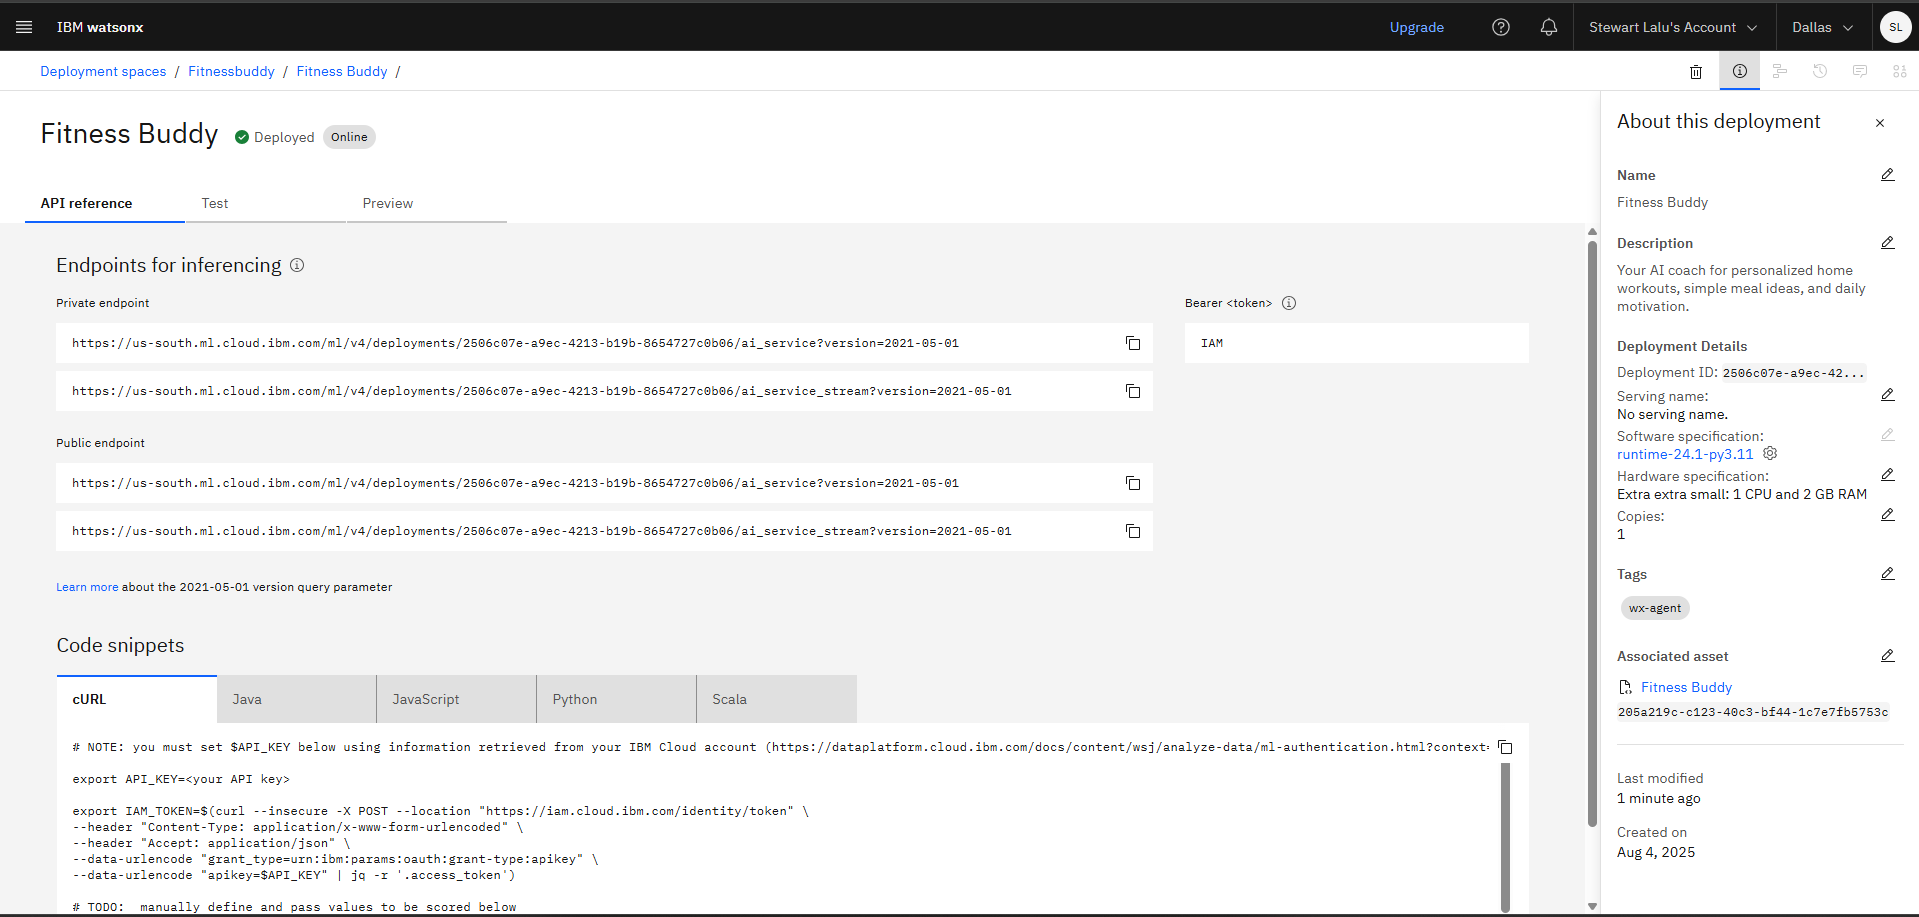 IBM watsonx
Upgrade
Stewart Lalu's Account
Dallas
SL
Deployment spaces / Fitnessbuddy / Fitness Buddy /
Fitness Buddy
Deployed
Online
API reference
Test
Preview
Endpoints for inferencing
Private endpoint
https://us-south.ml.cloud.ibm.com/ml/v4/deployments/2506c07e-a9ec-4213-b19b-8654727c0b06/ai_service?version=2021-05-01
https://us-south.ml.cloud.ibm.com/ml/v4/deployments/2506c07e-a9ec-4213-b19b-8654727c0b06/ai_service_stream?version=2021-05-01
Bearer <token>
IAM
Public endpoint
https://us-south.ml.cloud.ibm.com/ml/v4/deployments/2506c07e-a9ec-4213-b19b-8654727c0b06/ai_service?version=2021-05-01
https://us-south.ml.cloud.ibm.com/ml/v4/deployments/2506c07e-a9ec-4213-b19b-8654727c0b06/ai_service_stream?version=2021-05-01
Learn more about the 2021-05-01 version query parameter
Code snippets
cURL
Java
JavaScript
Python
Scala
# NOTE: you must set $API_KEY below using information retrieved from your IBM Cloud account (https://dataplatform.cloud.ibm.com/docs/content/wsj/analyze-data/ml-authentication.html?context=
export API_KEY=<your API key>
export IAM_TOKEN=$(curl --insecure -X POST --location "https://iam.cloud.ibm.com/identity/token" \
--header "Content-Type: application/x-www-form-urlencoded" \
--header "Accept: application/json" \
--data-urlencode "grant_type=urn:ibm:params:oauth:grant-type:apikey" \
--data-urlencode "apikey=$API_KEY" | jq -r '.access_token')
# TODO:  manually define and pass values to be scored below
About this deployment
Name
Fitness Buddy
Description
Your AI coach for personalized home
workouts, simple meal ideas, and daily
motivation.
Deployment Details
Deployment ID: 2506c07e-a9ec-42...
Serving name:
No serving name.
Software specification:
runtime-24.1-py3.11
Hardware specification:
Extra extra small: 1 CPU and 2 GB RAM
Copies:
1
Tags
wx-agent
Associated asset
Fitness Buddy
205a219c-c123-40c3-bf44-1c7e7fb5753c
Last modified
1 minute ago
Created on
Aug 4, 2025